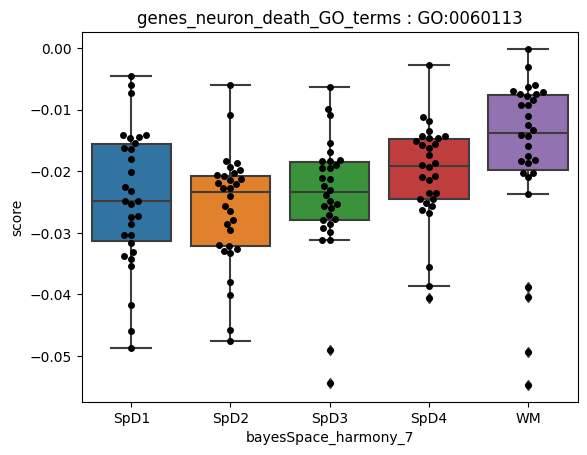 genes_neuron_death_GO_terms : GO:0060113
0.00
−0.01
−0.02
−0.03
−0.04
−0.05
score
SpD1 SpD2 SpD3 SpD4 WM
bayesSpace_harmony_7